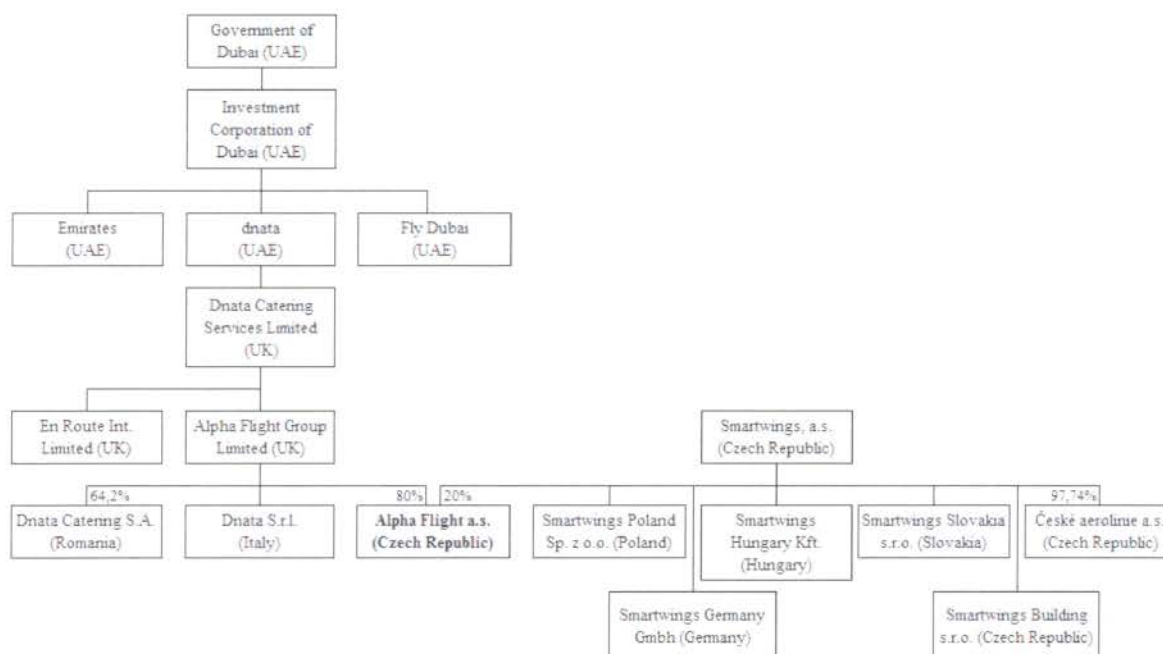 Government of
Dubai (UAE)
Investment
Corporation of
Dubai (UAE)
Emirates
(UAE)
dnata
(UAE)
Fly Dubai
(UAE)
Dnata Catering
Services Limited
(UK)
En Route Int.
Limited (UK)
Alpha Flight Group
Limited (UK)
Smartwings, a.s.
(Czech Republic)
64,2%
80%
20%
97,74%
Dnata Catering S.A.
(Romania)
Dnata S.r.l.
(Italy)
Alpha Flight a.s.
(Czech Republic)
Smartwings Poland
Sp. z o.o. (Poland)
Smartwings
Hungary Kft.
(Hungary)
Smartwings Slovakia
s.r.o. (Slovakia)
České aerolinie a.s.
(Czech Republic)
Smartwings Germany
Gmbh (Germany)
Smartwings Building
s.r.o. (Czech Republic)